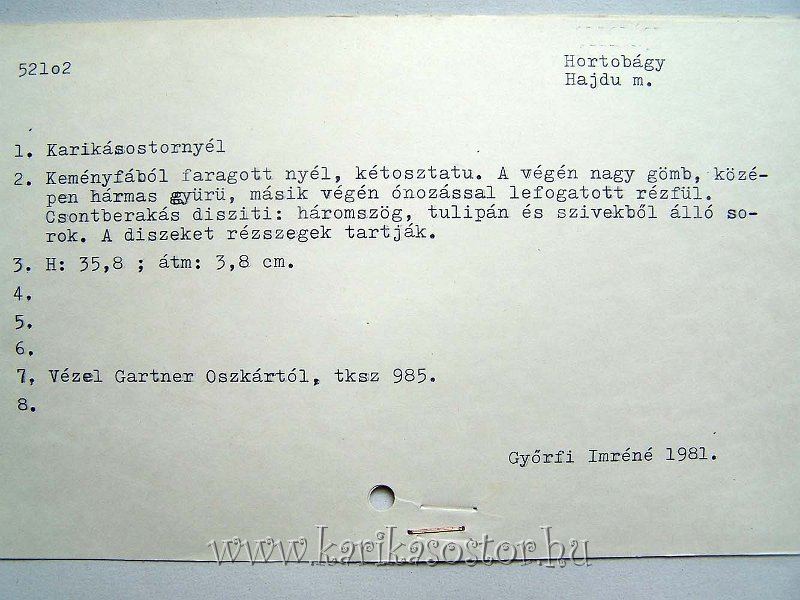 521o2
Hortobágy
Hajdu m.
1. Karikásostornyél
2. Keményfából faragott nyél, kétosztatu. A végén nagy gömb, közé-
pen hármas gyürü, másik végén ónozással lefogatott rézfül.
Csontberakás disziti: háromszög, tulipán és szivekből álló so-
rok. A diszeket rézszegek tartják.
3. H: 35,8 ; átm: 3,8 cm.
4.
5.
6.
7, Vézel Gartner Oszkártól, tksz 985.
8.
Győrfi Imréné 1981.
www.karikasostor.hu